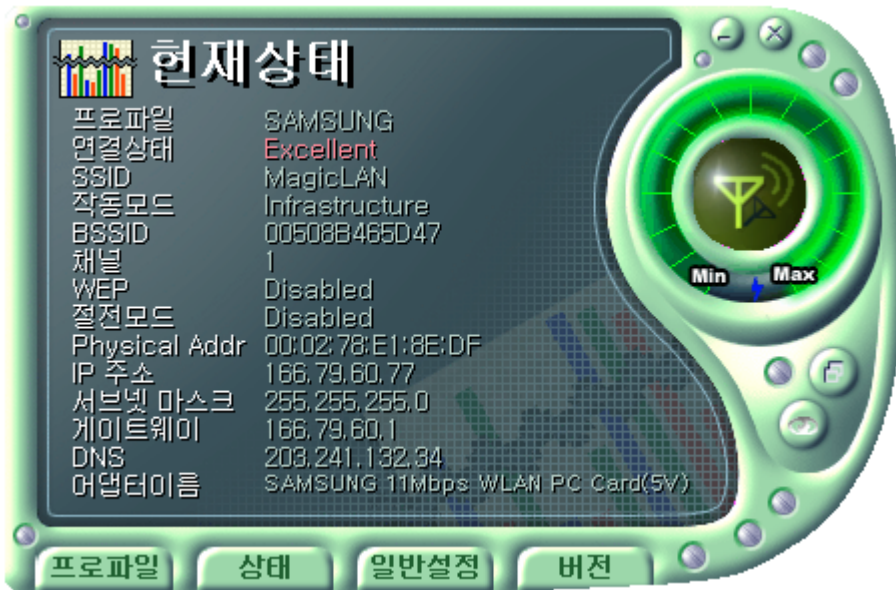 현재상태
프로파일 SAMSUNG
연결상태 Excellent
SSID MagicLAN
작동모드 Infrastructure
BSSID 00508B465D47
채널 1
WEP Disabled
절전모드 Disabled
Physical Addr 00:02:78:E1:8E:DF
IP 주소 166.79.60.77
서브넷 마스크 255.255.255.0
게이트웨이 166.79.60.1
DNS 203.241.132.34
어댑터이름 SAMSUNG 11Mbps WLAN PC Card(5V)
Min Max
프로파일 상태 일반설정 버전